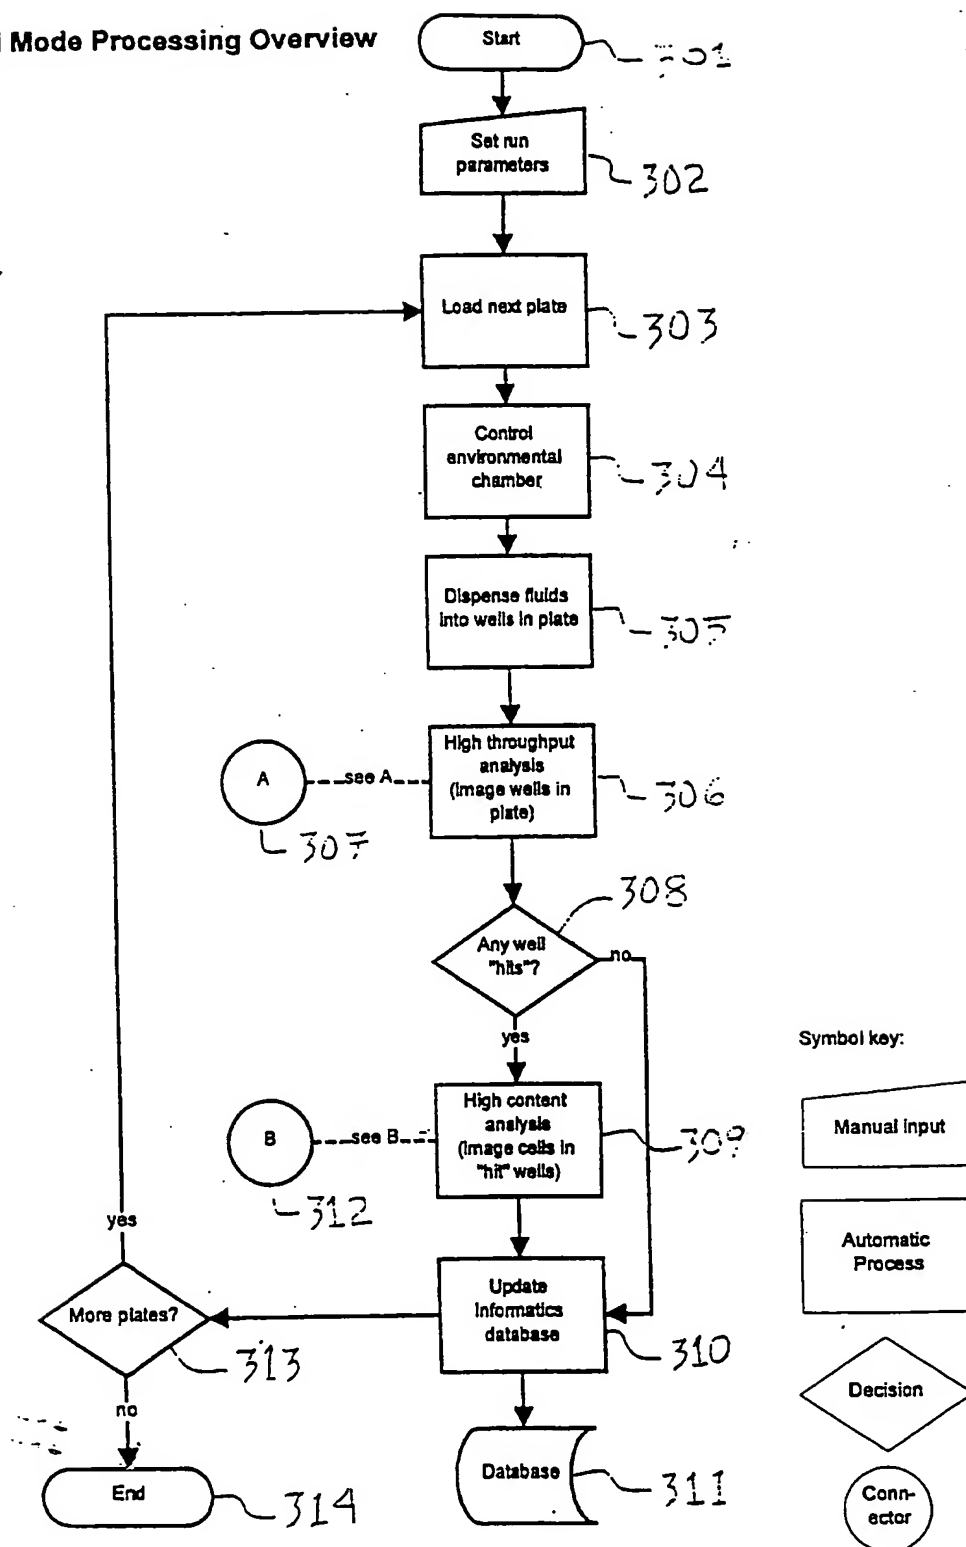 Mode Processing Overview
Start
301
Set run
parameters
302
Load next plate
303
Control
environmental
chamber
304
Dispense fluids
into wells in plate
305
High throughput
analysis
(image wells in
plate)
306
A
see A
307
308
Any well
"hits"?
no
yes
High content
analysis
(image cells in
"hit" wells)
309
B
see B
312
Update
informatics
database
310
yes
More plates?
313
no
Database
311
End
314
Symbol key:
Manual input
Automatic
Process
Decision
Conn-
ector